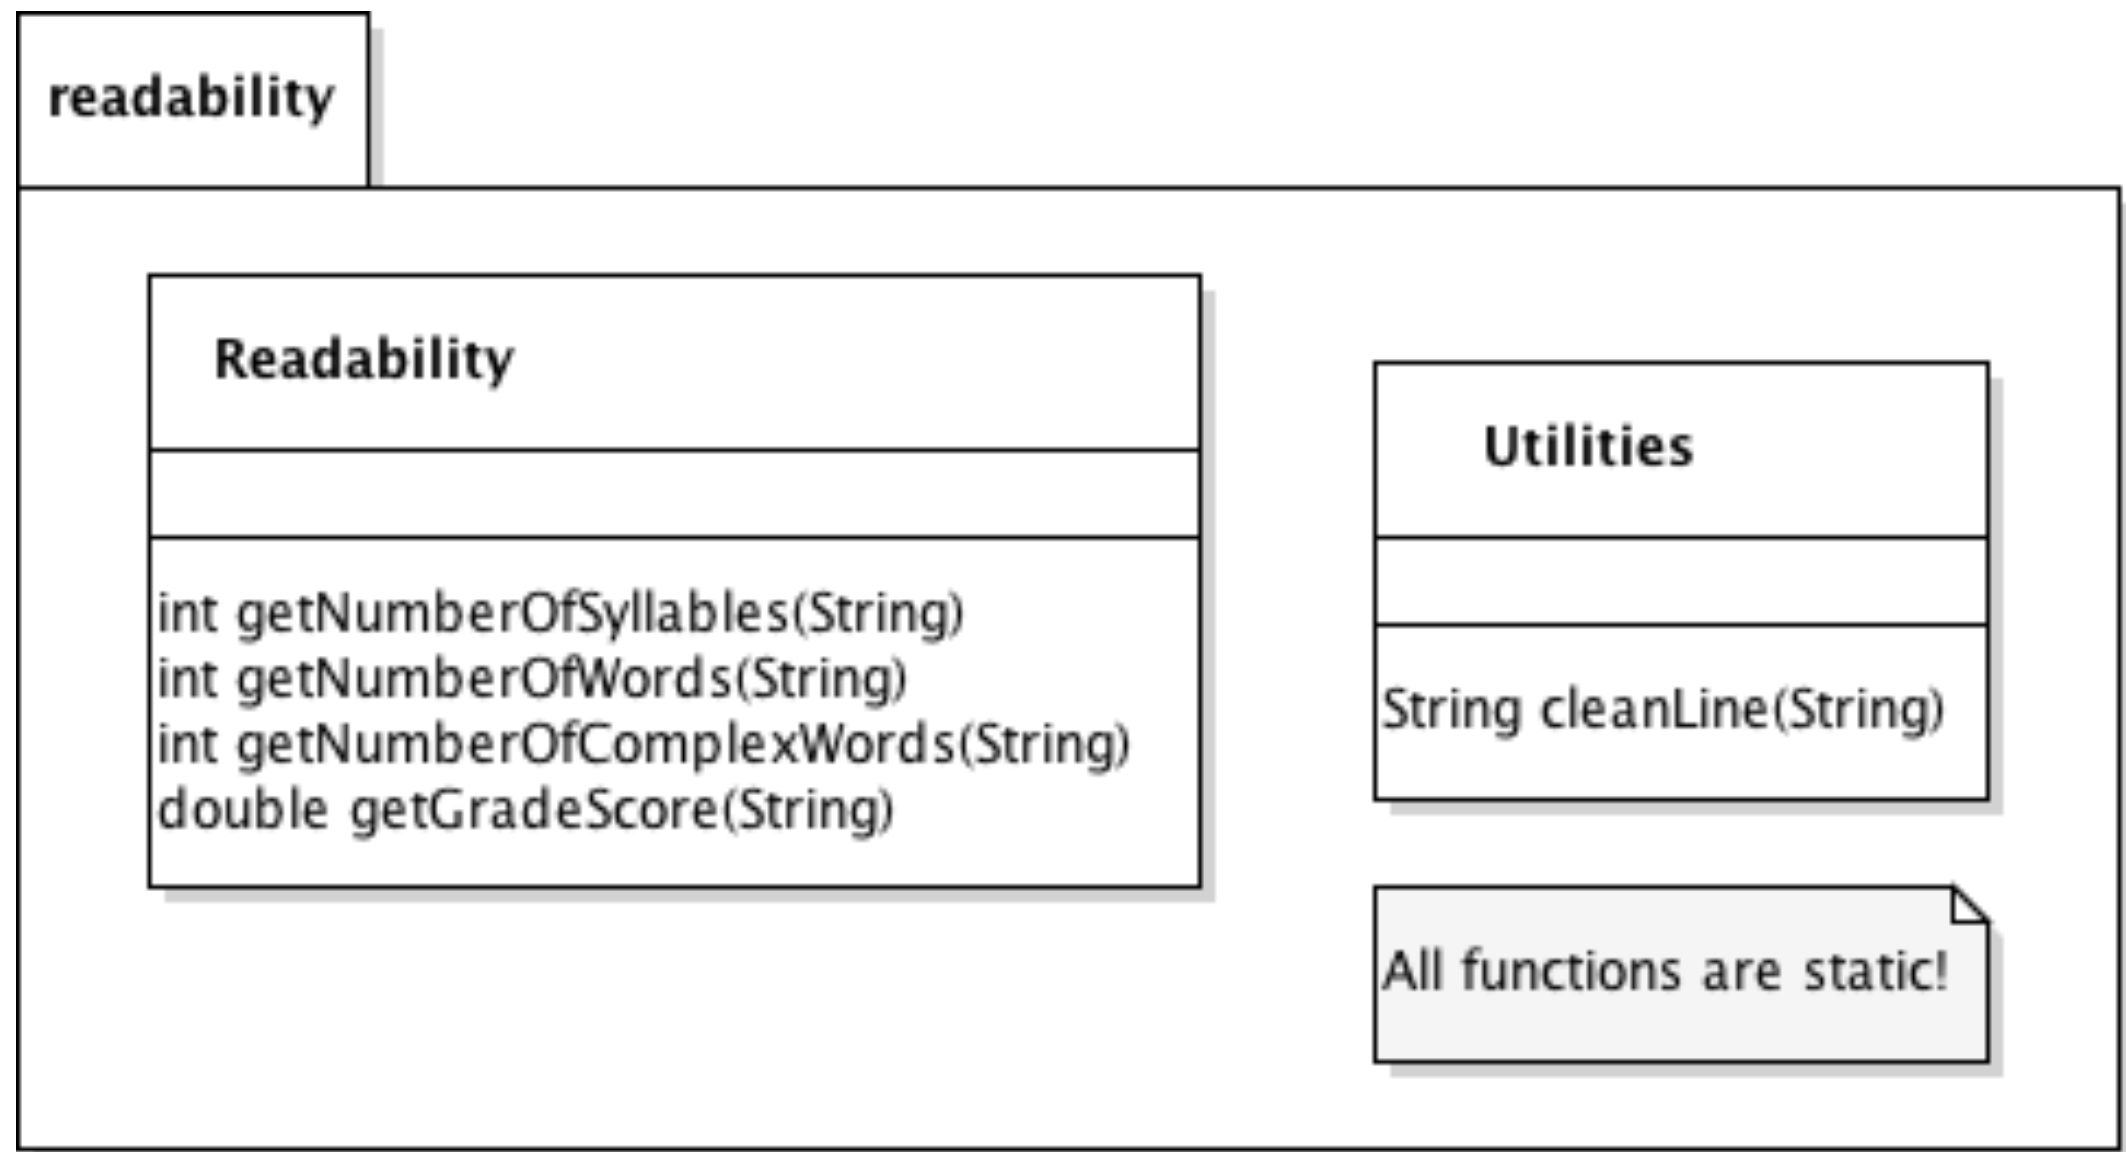 readability
Readability
int getNumberOfSyllables(String)
int getNumberOfWords(String)
int getNumberOfComplexWords(String)
double getGradeScore(String)
Utilities
String cleanLine(String)
All functions are static!